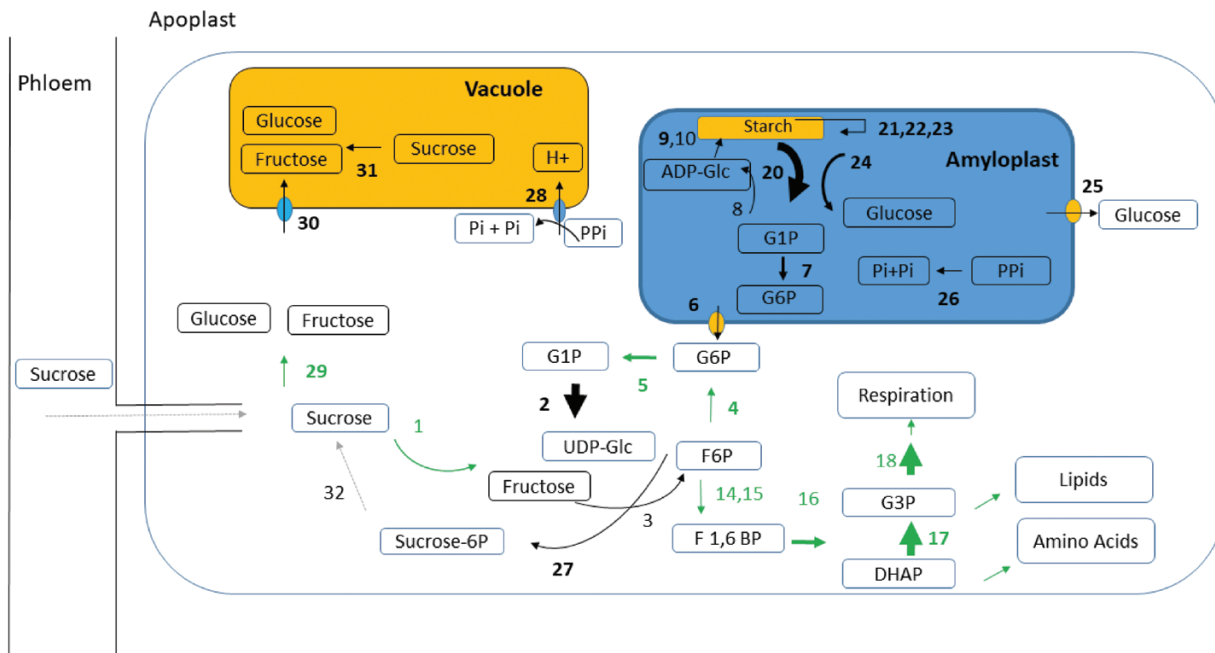 Apoplast
Phloem
Vacuole
Glucose
Fructose
31
Sucrose
H+
28
30
Pi + Pi
PPi
Starch
21,22,23
9,10
ADP-Glc
20
24
Amyloplast
8
Glucose
25
Glucose
G1P
7
Pi+Pi
PPi
26
G6P
6
Glucose
Fructose
G1P
G6P
5
Sucrose
29
2
4
Respiration
Sucrose
1
UDP-Glc
F6P
18
Fructose
14,15
16
G3P
Lipids
32
3
Sucrose-6P
F 1,6 BP
17
Amino Acids
27
DHAP